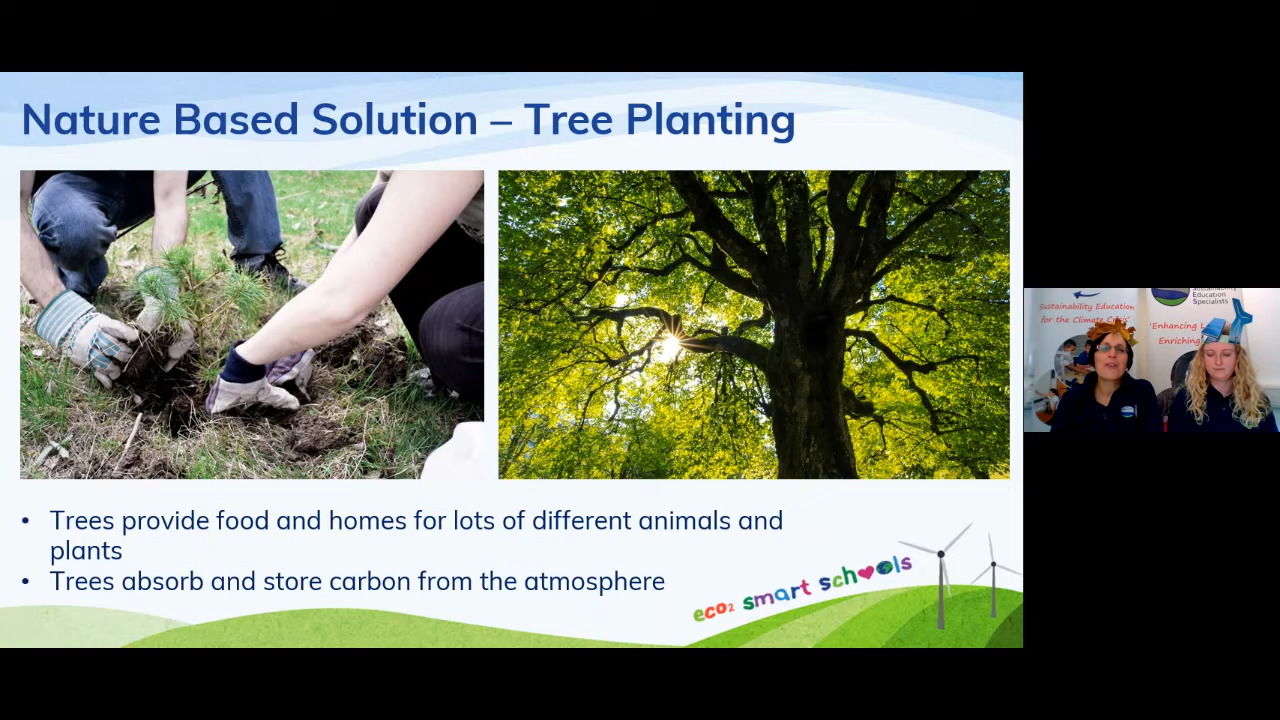 Nature Based Solution – Tree Planting
• Trees provide food and homes for lots of different animals and
plants
• Trees absorb and store carbon from the atmosphere
eco2 smart schools
Sustainability
Education
Specialists
Sustainability Education
for the Climate Crisis'
'Enhancing
Enriching